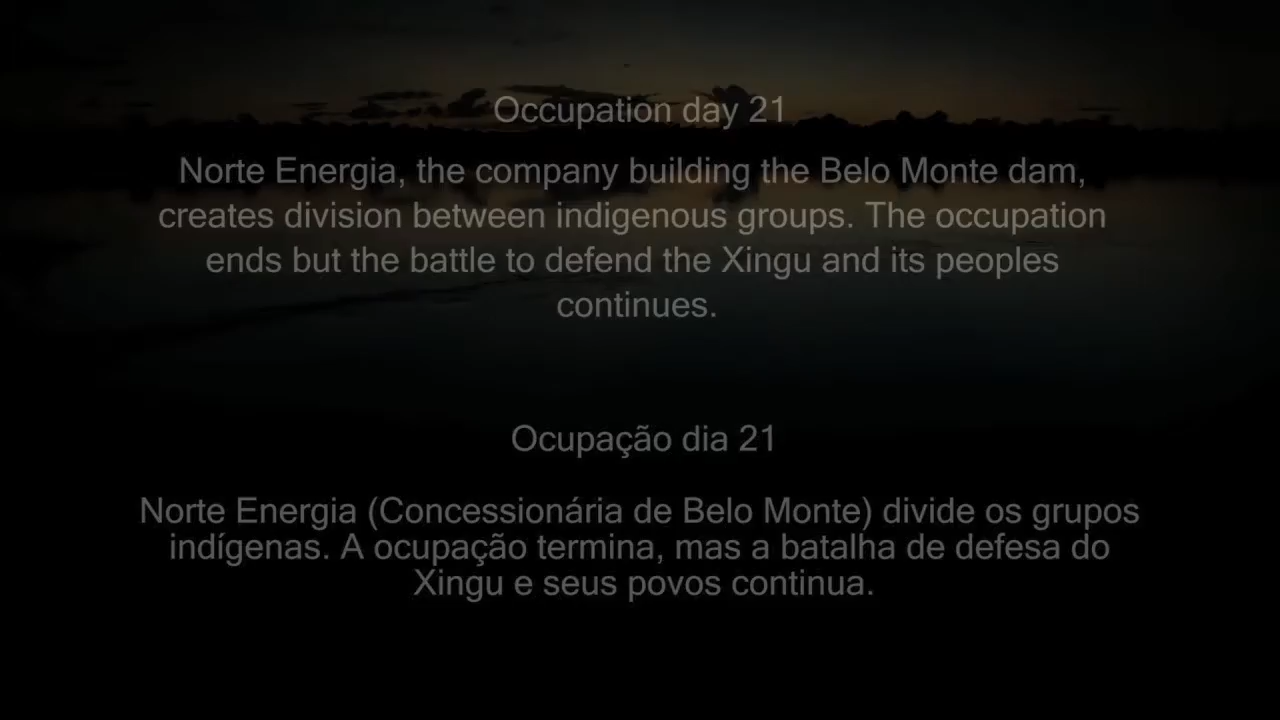 Occupation day 21
Norte Energia, the company building the Belo Monte dam,
creates division between indigenous groups. The occupation
ends but the battle to defend the Xingu and its peoples
continues.
Ocupação dia 21
Norte Energia (Concessionária de Belo Monte) divide os grupos
indígenas. A ocupação termina, mas a batalha de defesa do
Xingu e seus povos continua.